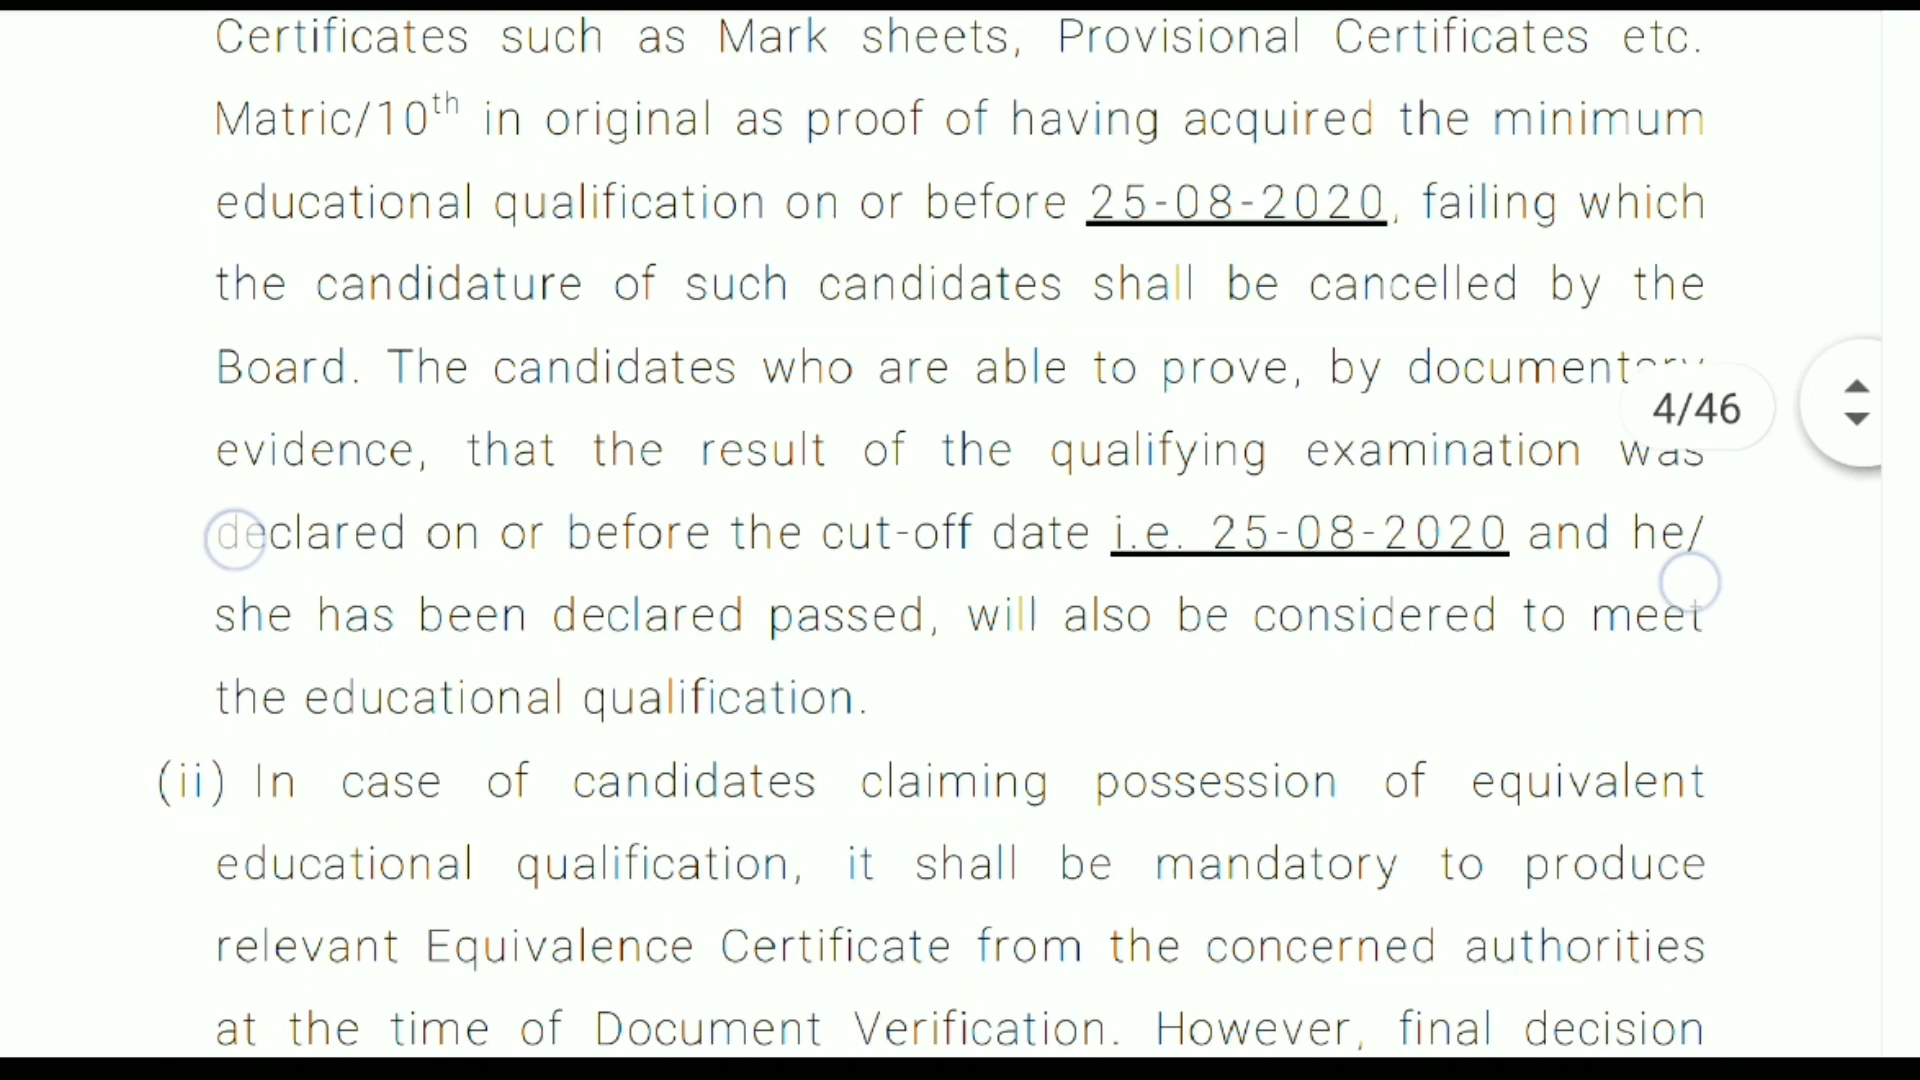 Certificates such as Mark sheets, Provisional Certificates etc.
Matric/10th in original as proof of having acquired the minimum
educational qualification on or before 25-08-2020, failing which
the candidature of such candidates shall be cancelled by the
Board. The candidates who are able to prove, by documentary
4/46
evidence, that the result of the qualifying examination was
declared on or before the cut-off date i.e. 25-08-2020 and he/
she has been declared passed, will also be considered to meet
the educational qualification.
(ii) In case of candidates claiming possession of equivalent
educational qualification, it shall be mandatory to produce
relevant Equivalence Certificate from the concerned authorities
at the time of Document Verification. However, final decision